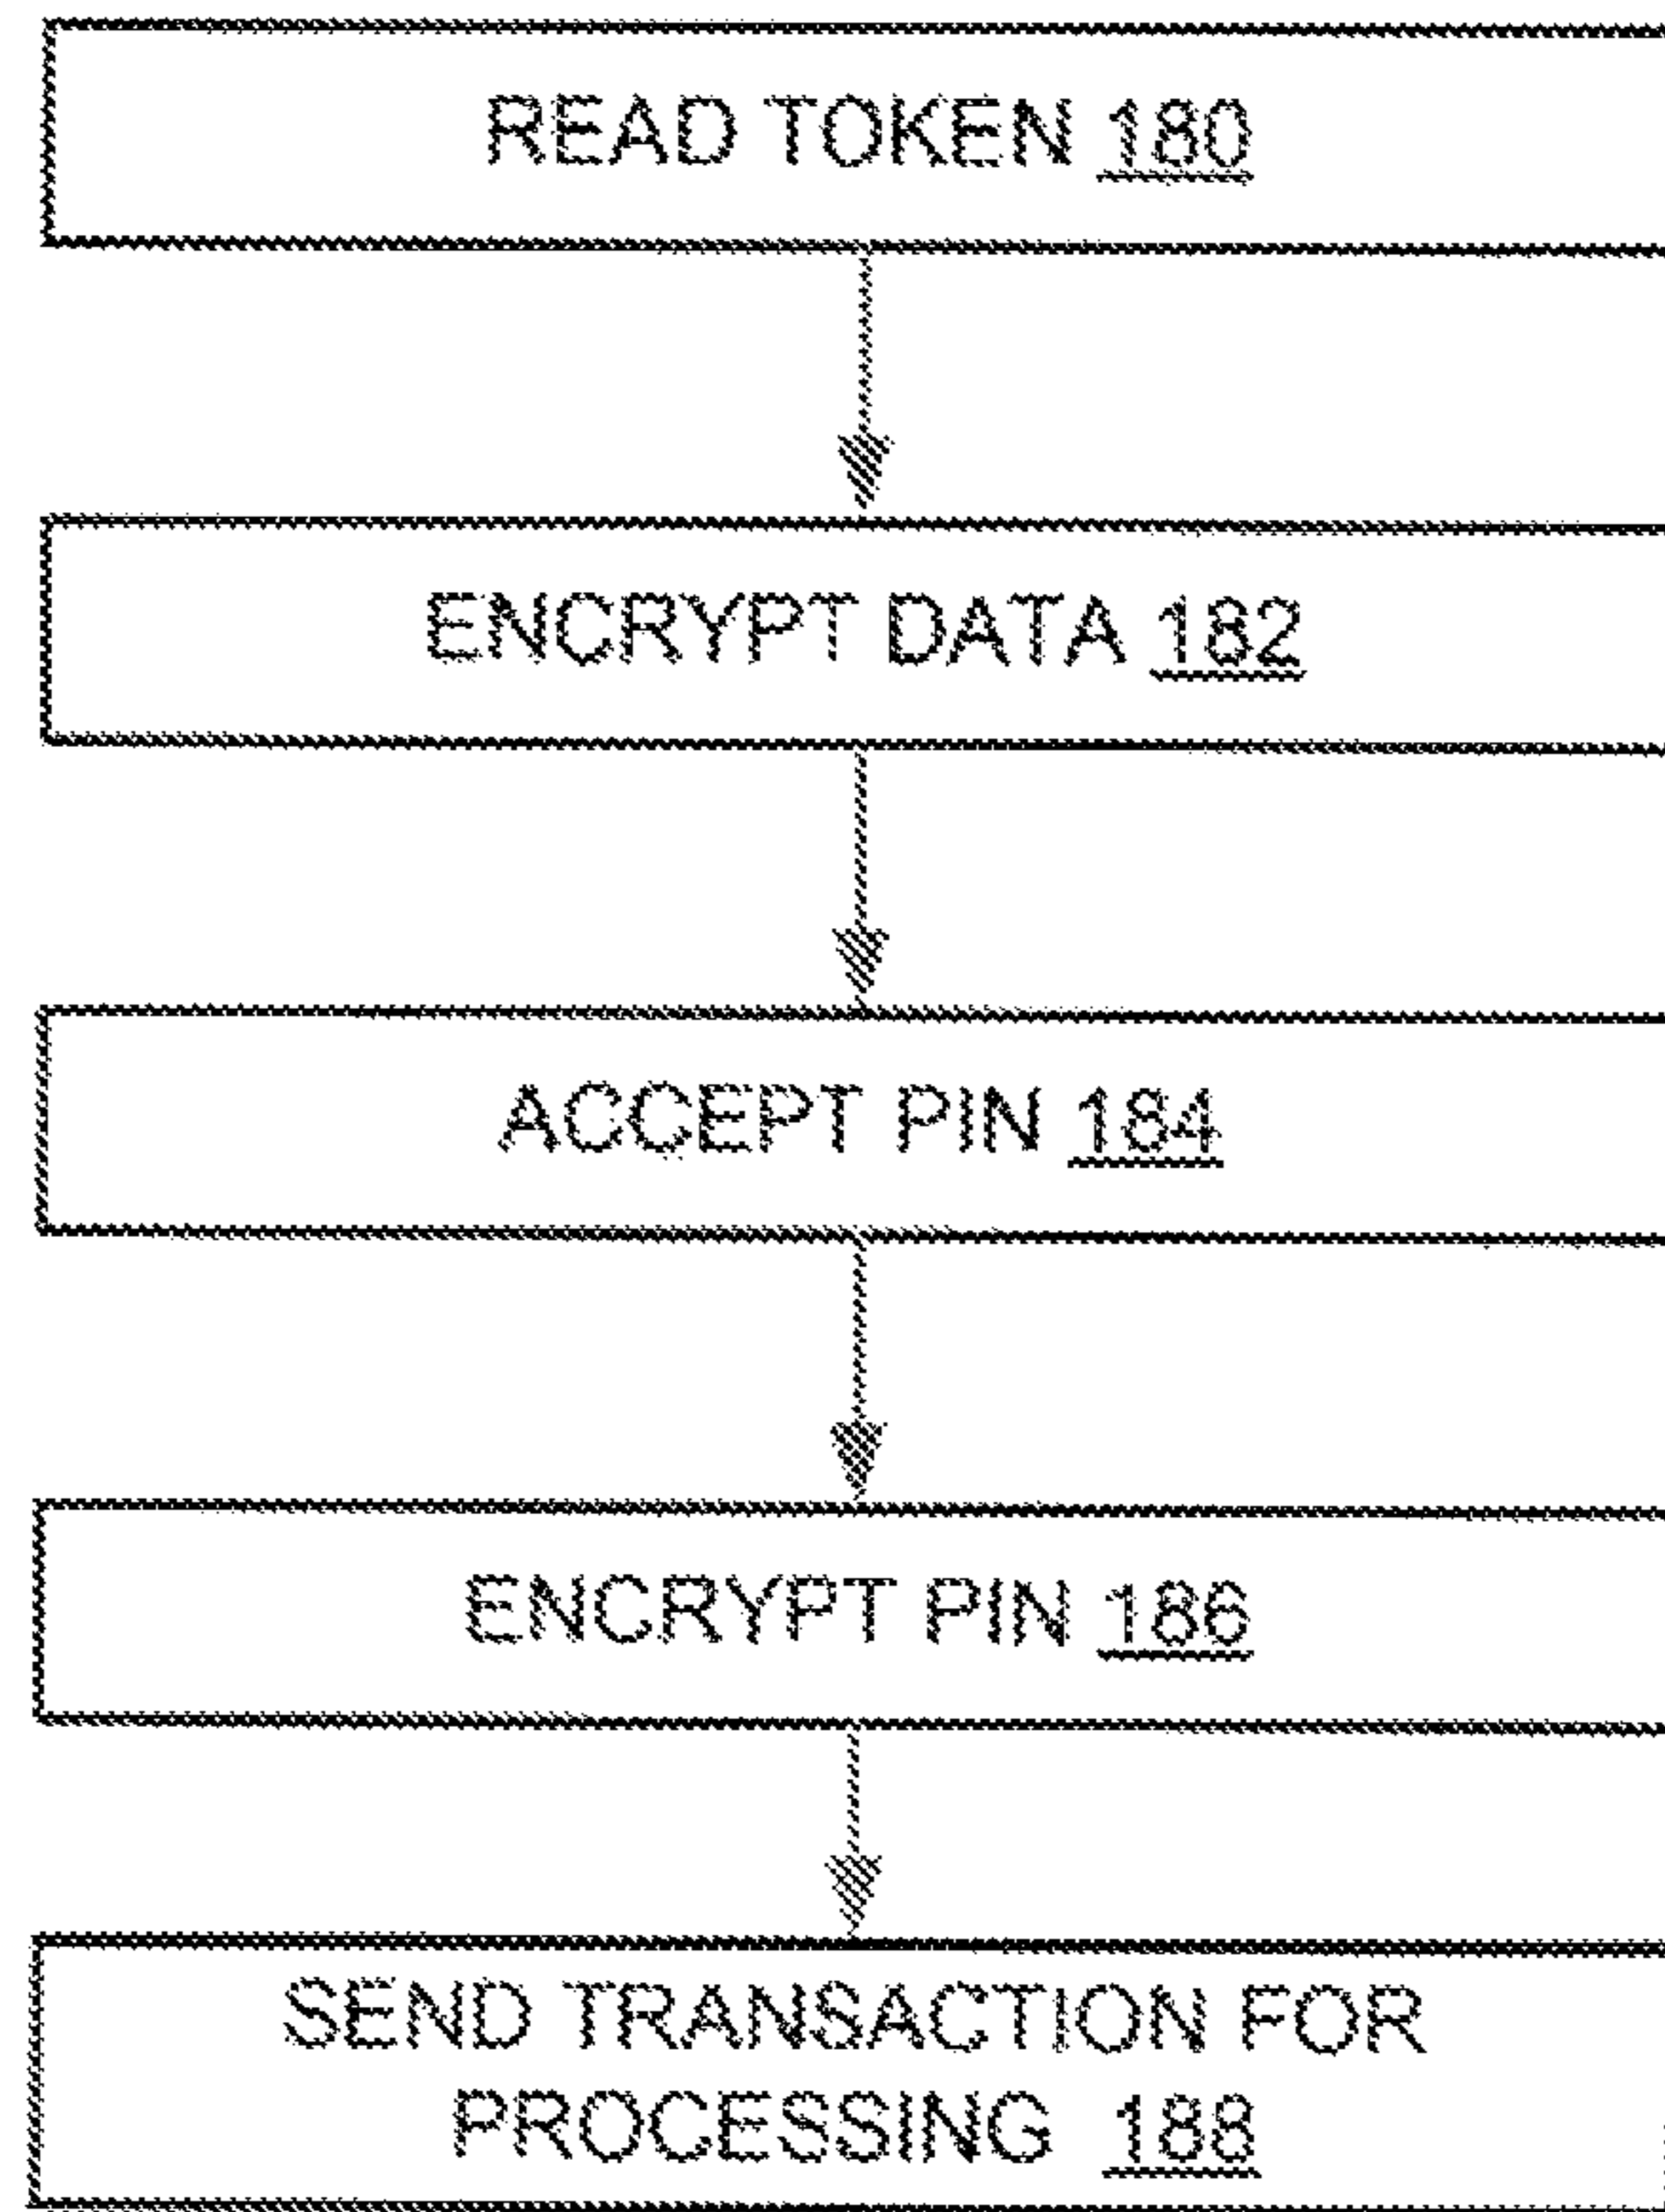 READ TOKEN 180
ENCRYPT DATA 182
ACCEPT PIN 184
ENCRYPT PIN 186
SEND TRANSACTION FOR
PROCESSING 188